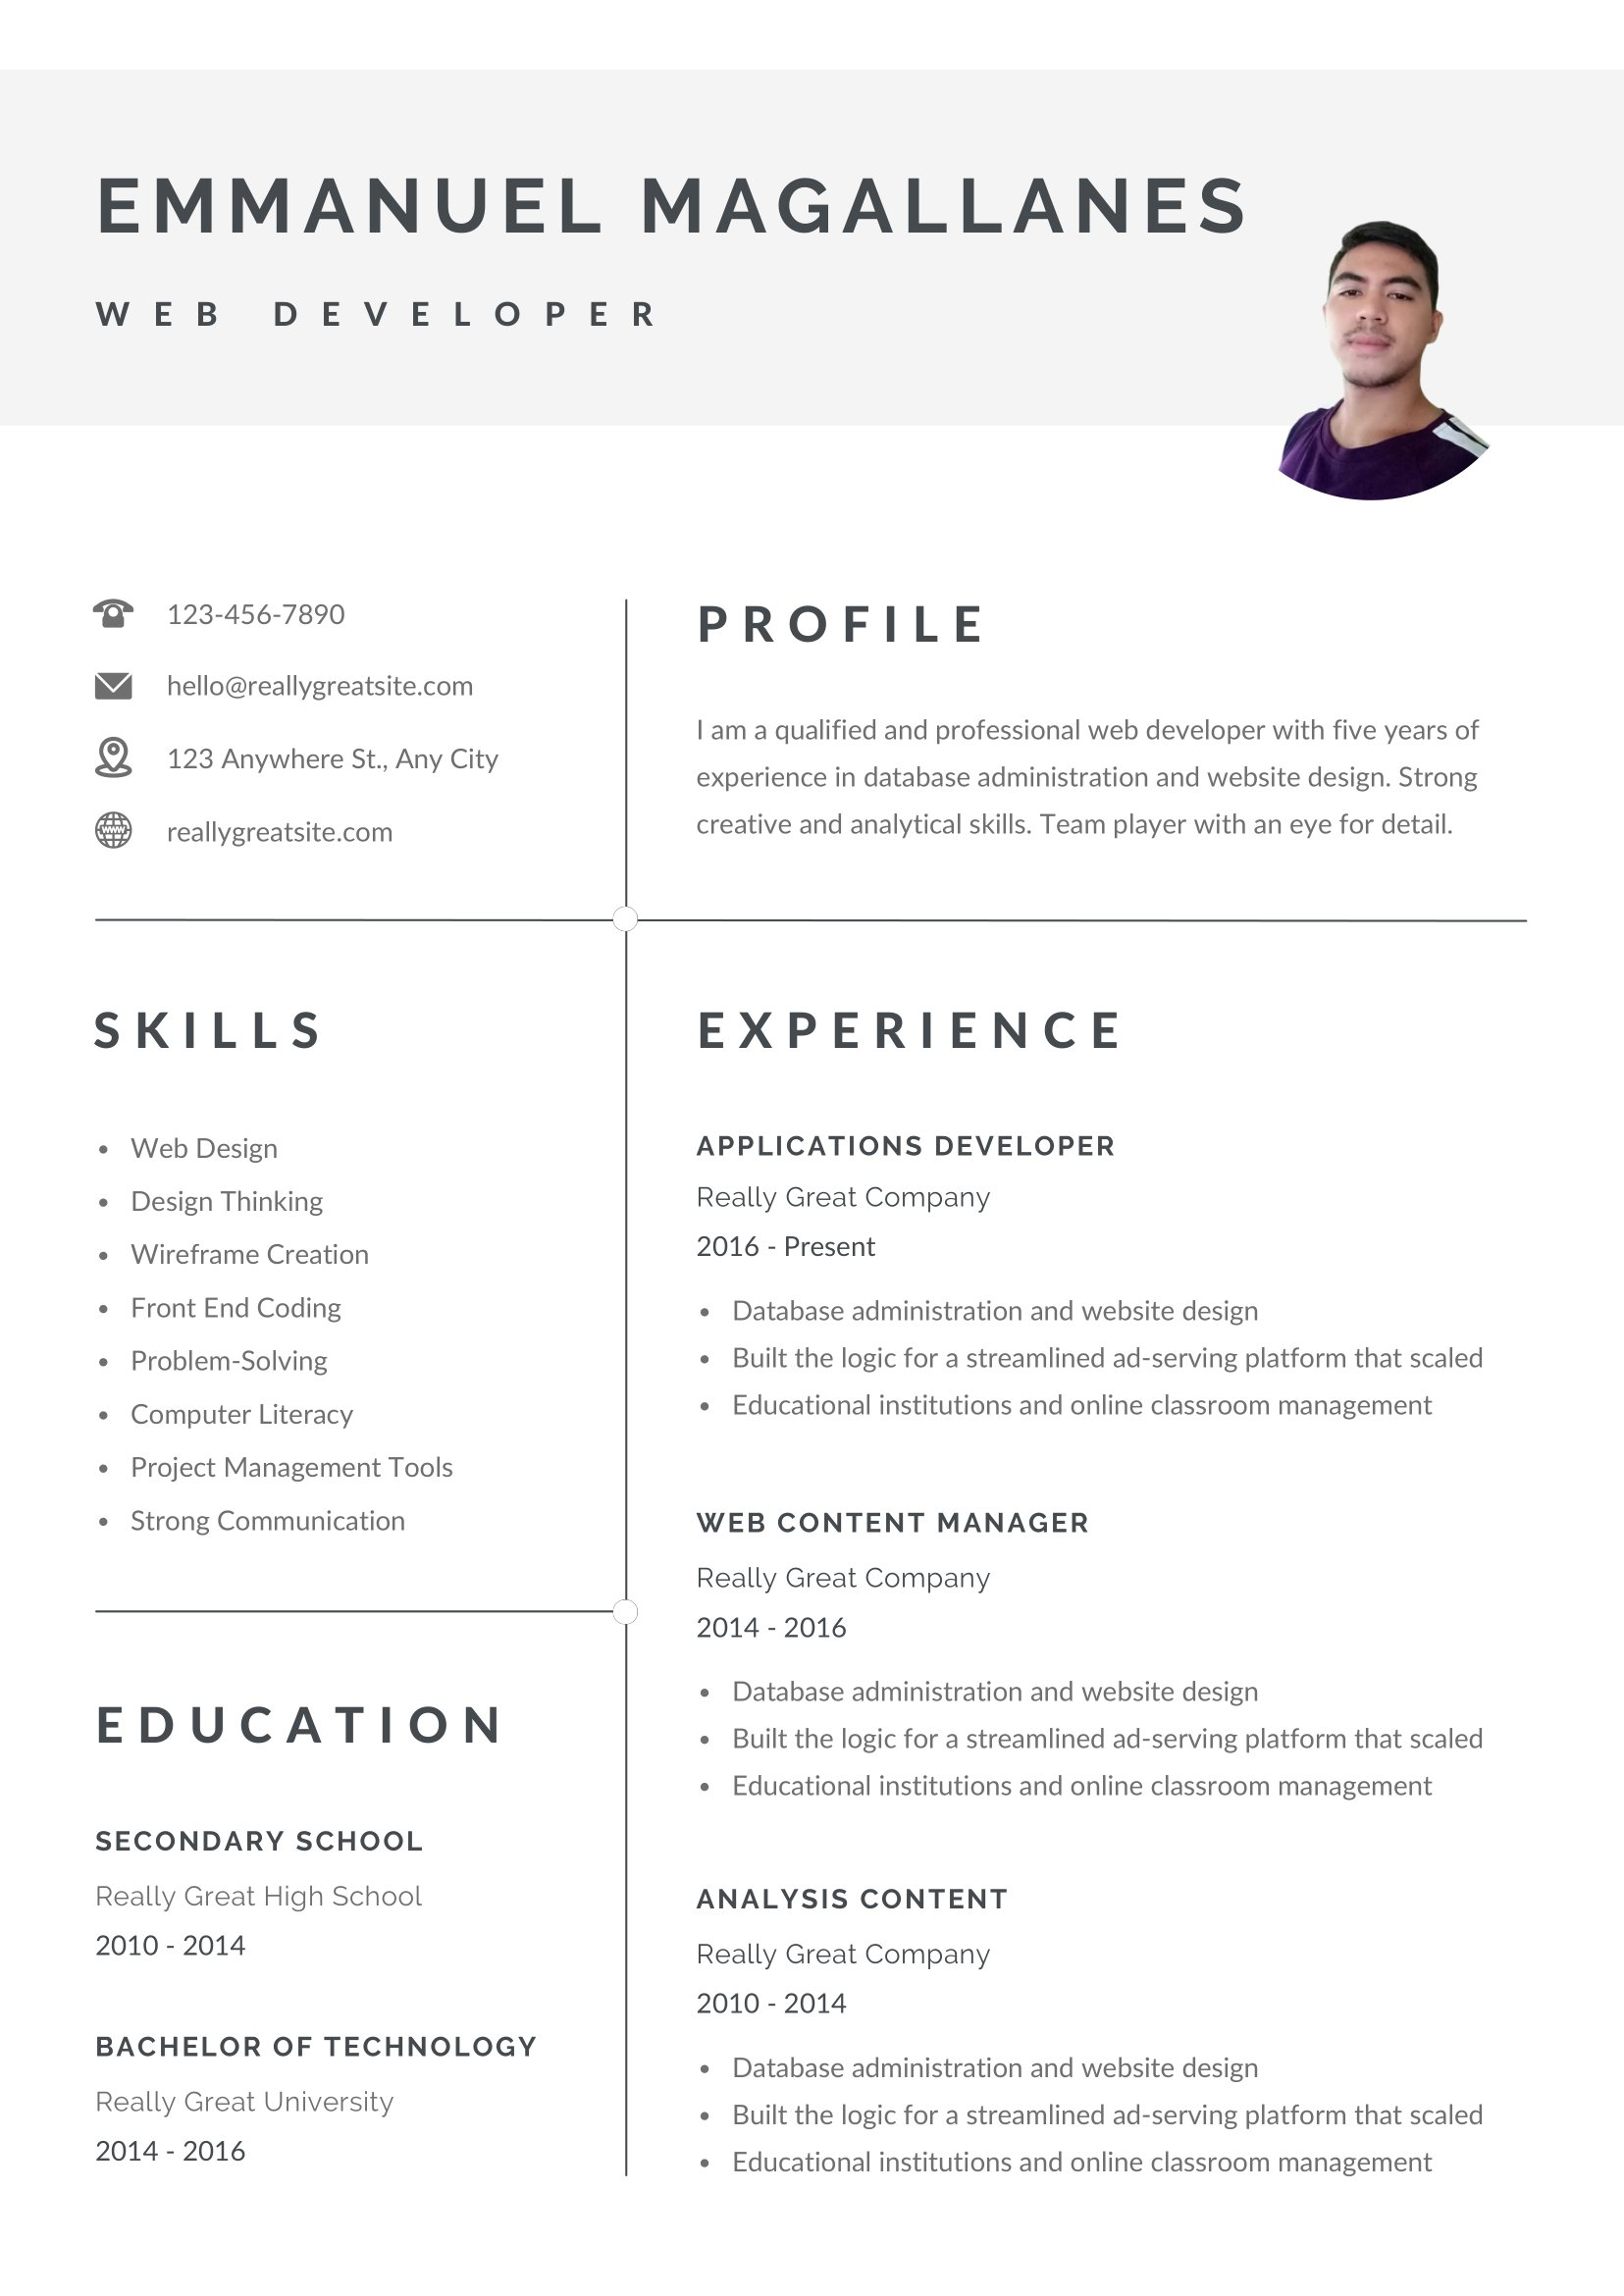 EMMANUEL MAGALLANES
WEB DEVELOPER
123-456-7890
hello@reallygreatsite.com
123 Anywhere St., Any City
WWW
reallygreatsite.com
PROFILE
I am a qualified and professional web developer with five years of
experience in database administration and website design. Strong
creative and analytical skills. Team player with an eye for detail.
SKILLS
• Web Design
• Design Thinking
• Wireframe Creation
• Front End Coding
• Problem-Solving
• Computer Literacy
• Project Management Tools
• Strong Communication
EDUCATION
SECONDARY SCHOOL
Really Great High School
2010 - 2014
BACHELOR OF TECHNOLOGY
Really Great University
2014 - 2016
EXPERIENCE
APPLICATIONS DEVELOPER
Really Great Company
2016 - Present
• Database administration and website design
• Built the logic for a streamlined ad-serving platform that scaled
• Educational institutions and online classroom management
WEB CONTENT MANAGER
Really Great Company
2014 - 2016
• Database administration and website design
• Built the logic for a streamlined ad-serving platform that scaled
• Educational institutions and online classroom management
ANALYSIS CONTENT
Really Great Company
2010 - 2014
• Database administration and website design
• Built the logic for a streamlined ad-serving platform that scaled
• Educational institutions and online classroom management